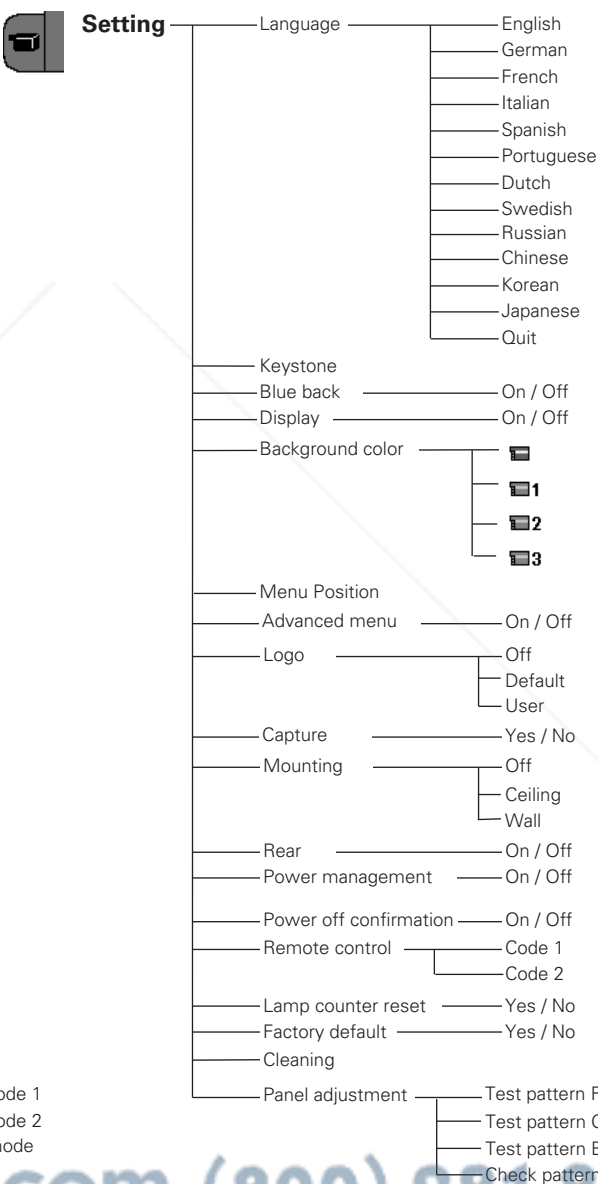 Setting
Language
English
German
French
Italian
Spanish
Portuguese
Dutch
Swedish
Russian
Chinese
Korean
Japanese
Quit
Keystone
Blue back
On / Off
Display
On / Off
Background color
1
2
3
Menu Position
Advanced menu
On / Off
Logo
Off
Default
User
Capture
Yes / No
Mounting
Off
Ceiling
Wall
Rear
On / Off
Power management
On / Off
Power off confirmation
On / Off
Remote control
Code 1
Code 2
Lamp counter reset
Yes / No
Factory default
Yes / No
Cleaning
Panel adjustment
Test pattern
Test pattern
Test pattern
Check pattern
ode 1
ode 2
node
com (800)